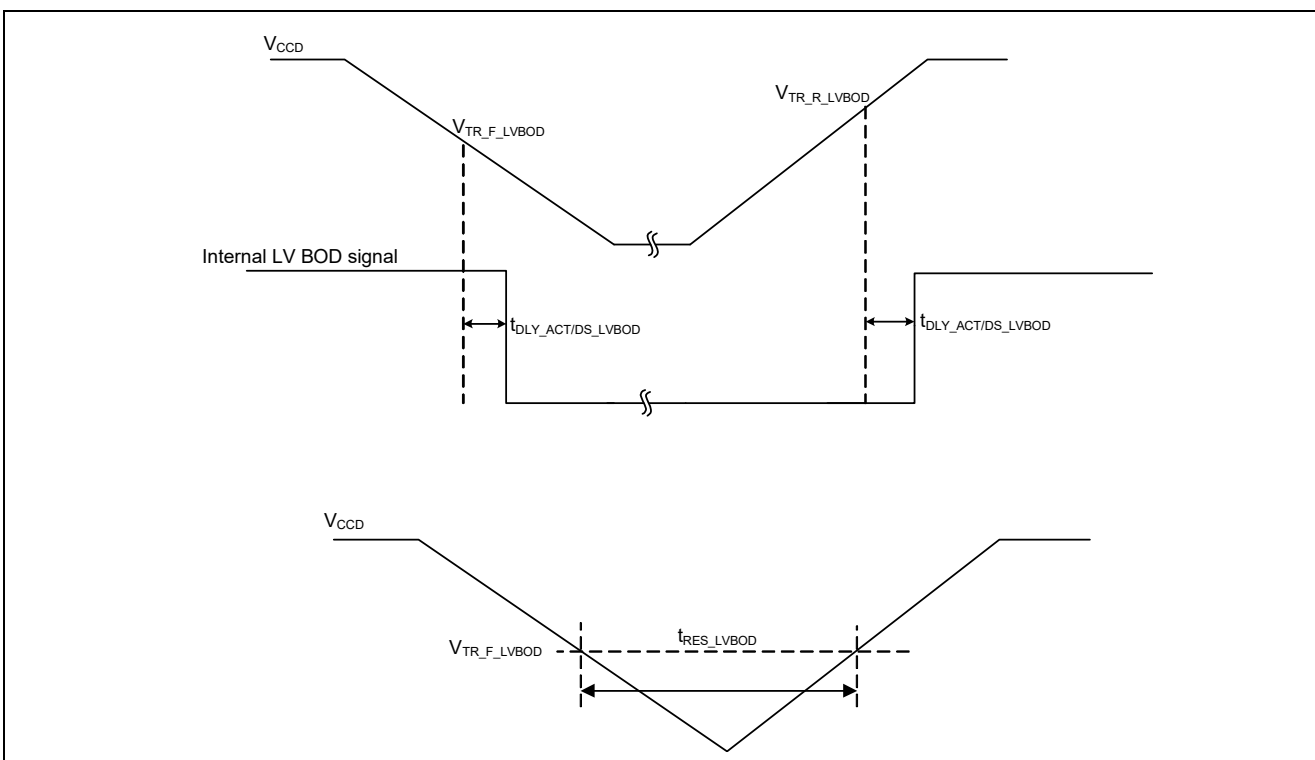 VCCD
VTR_R_LVBOD
VTR_F_LVBOD
Internal LV BOD signal
tDLY_ACT/DS_LVBOD
tDLY_ACT/DS_LVBOD
VCCD
tRES_LVBOD
VTR_F_LVBOD